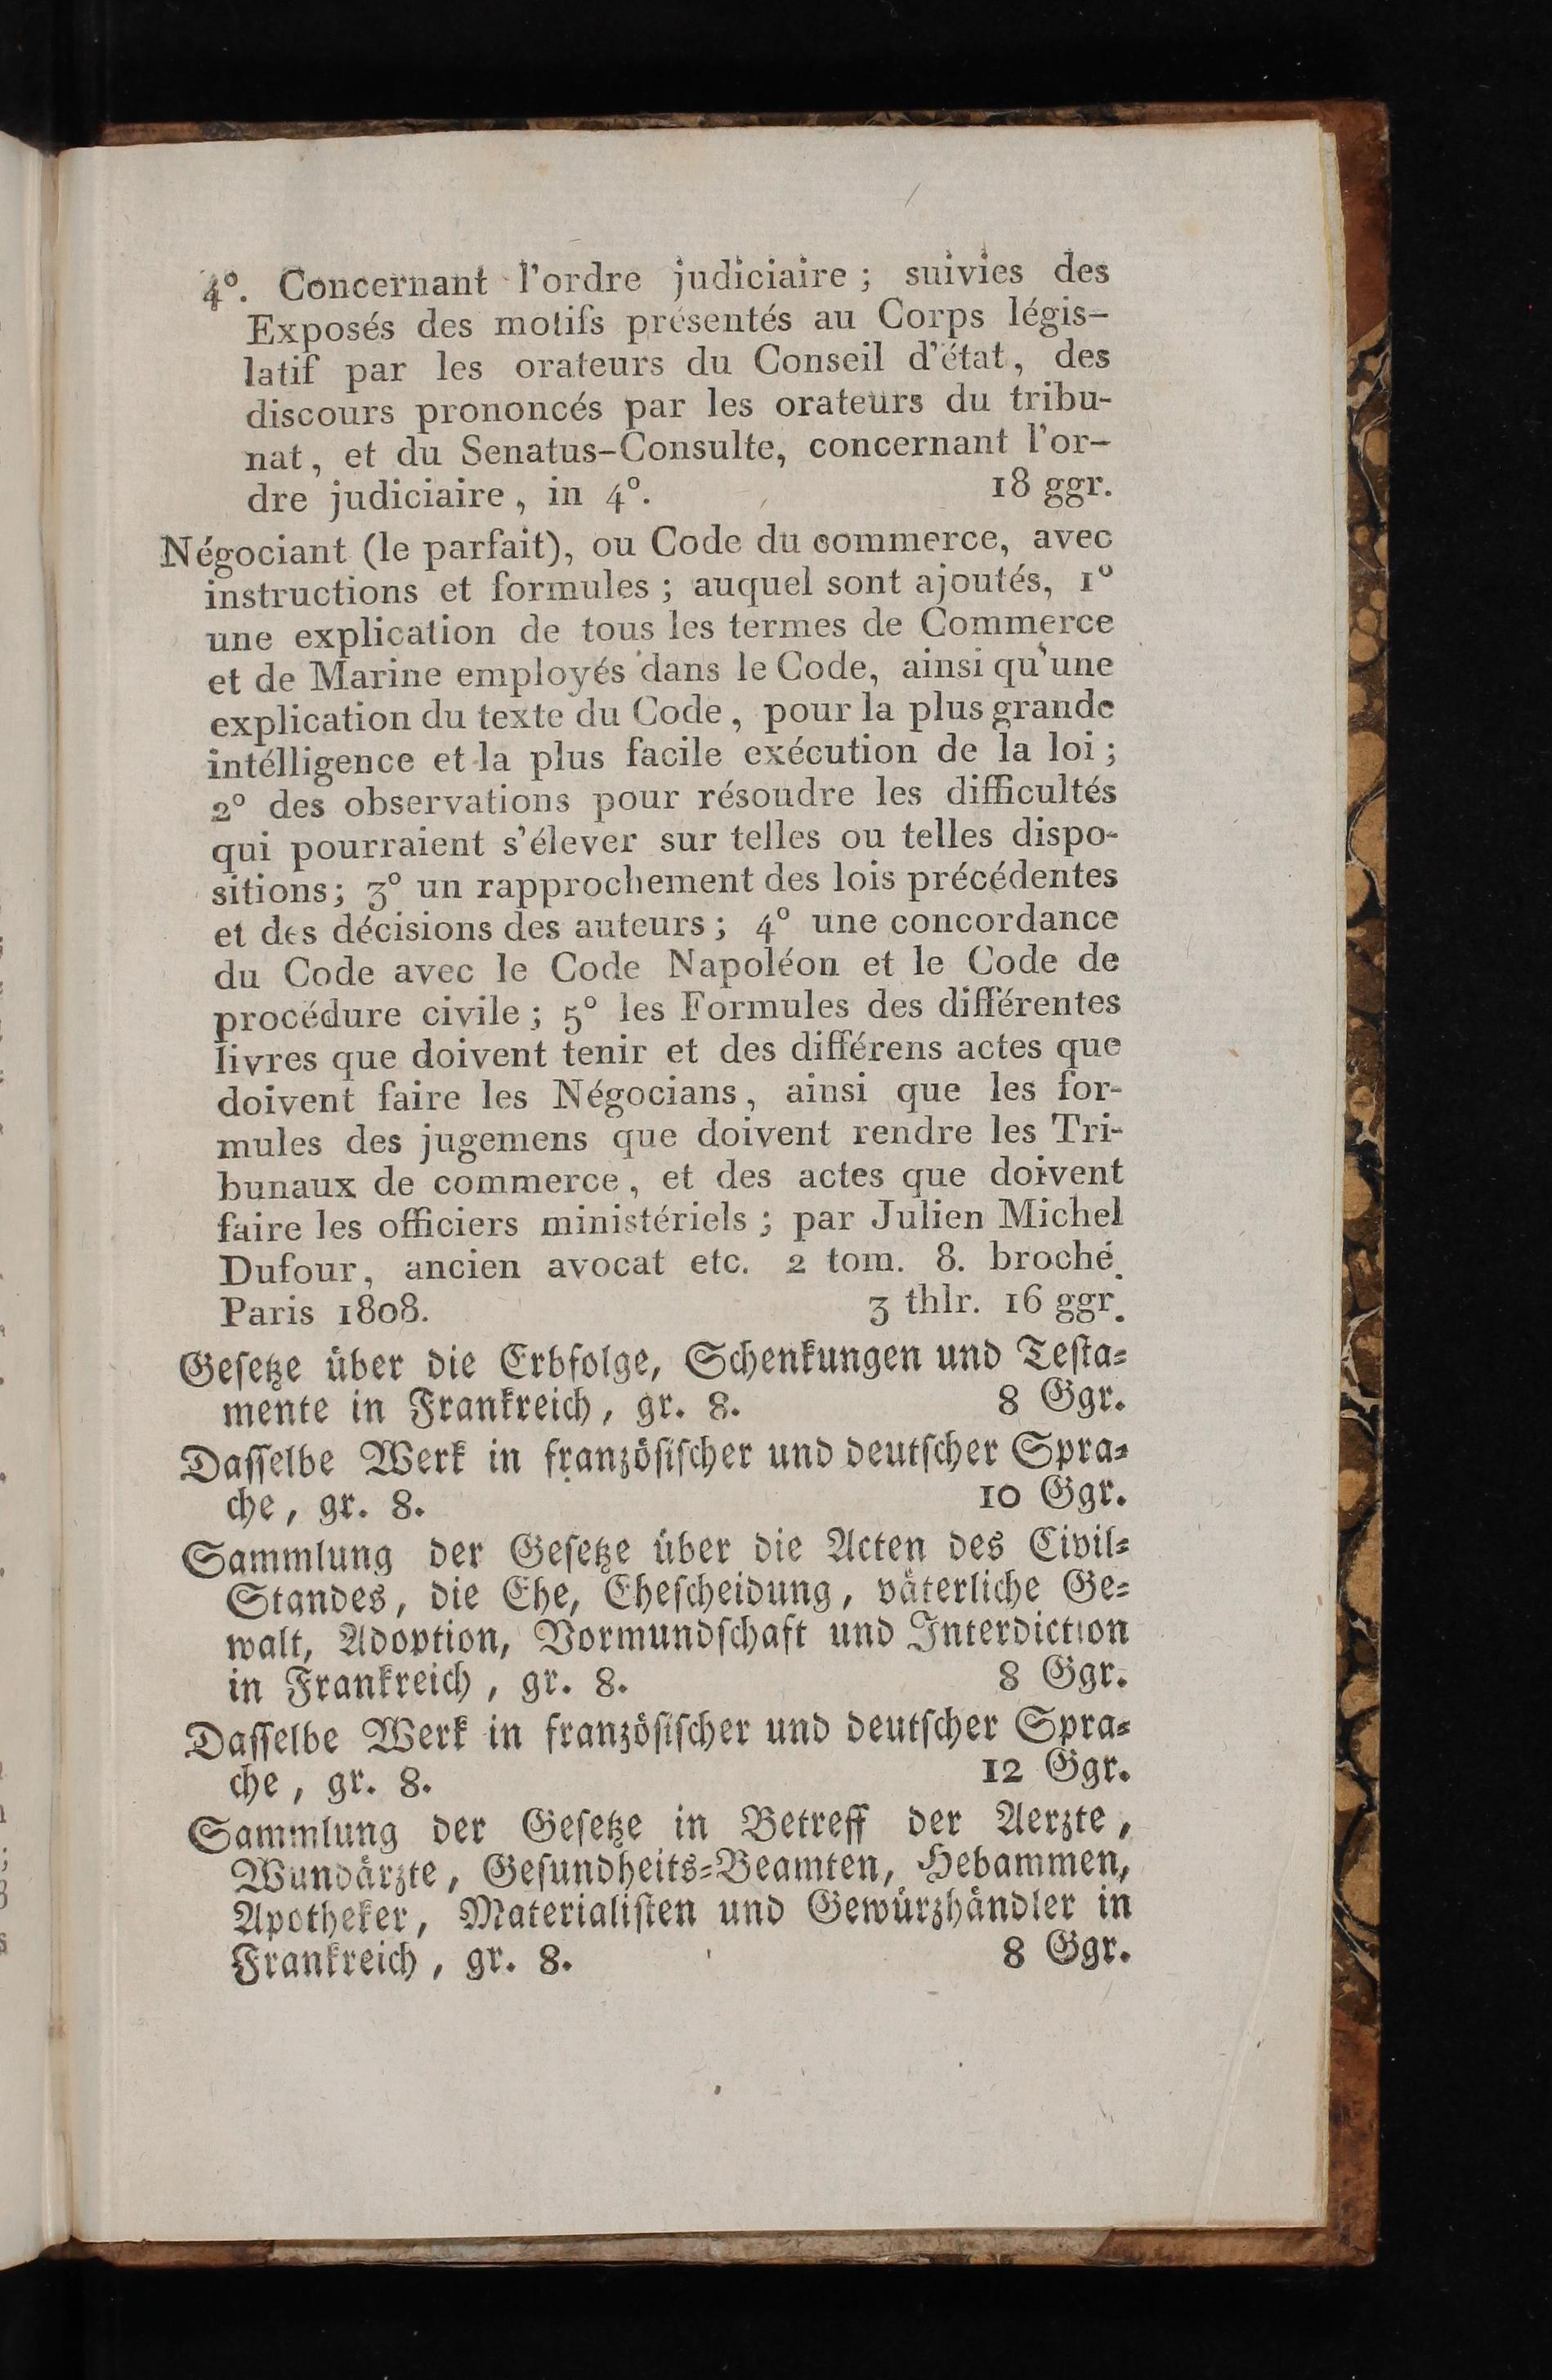 4°. Concernant l'ordre judiciaire; suivies des
Exposés des motifs présentés au Corps légis-
latif par les orateurs du Conseil d'état, des
discours prononcés par les orateurs du tribu-
nat, et du Senatus-Consulte, concernant l'or-
dre judiciaire, in 4°. 18 ggr.
Négociant (le parfait), ou Code du commerce, avec
instructions et formules; auquel sont ajoutés, 1°
une explication de tous les termes de Commerce
et de Marine employés dans le Code, ainsi qu'une
explication du texte du Code, pour la plus grande
intélligence et la plus facile exécution de la loi;
2° des observations pour résoudre les difficultés
qui pourraient s'élever sur telles ou telles dispo-
sitions; 3° un rapprochement des lois précédentes
et des décisions des auteurs; 4° une concordance
du Code avec le Code Napoléon et le Code de
procédure civile; 5° les Formules des différentes
livres que doivent tenir et des différens actes que
doivent faire les Négocians, ainsi que les for-
mules des jugemens que doivent rendre les Tri-
bunaux de commerce, et des actes que doivent
faire les officiers ministériels; par Julien Michel
Dufour, ancien avocat etc. 2 tom. 8. broché.
Paris 1808. 3 thlr. 16 ggr.
Geſetze über die Erbfolge, Schenkungen und Teſta=
mente in Frankreich, gr. 8. 8 Ggr.
Daſſelbe Werk in franzöſiſcher und deutſcher Spra=
che, gr. 8. 10 Ggr.
Sammlung der Geſetze über die Acten des Civil=
Standes, die Ehe, Eheſcheidung, väterliche Ge=
walt, Adoption, Vormundſchaft und Interdiction
in Frankreich, gr. 8. 8 Ggr.
Daſſelbe Werk in franzöſiſcher und deutſcher Spra=
che, gr. 8. 12 Ggr.
Sammlung der Geſetze in Betreff der Aerzte,
Wundärzte, Geſundheits=Beamten, Hebammen,
Apotheker, Materialiſten und Gewürzhändler in
Frankreich, gr. 8. 8 Ggr.